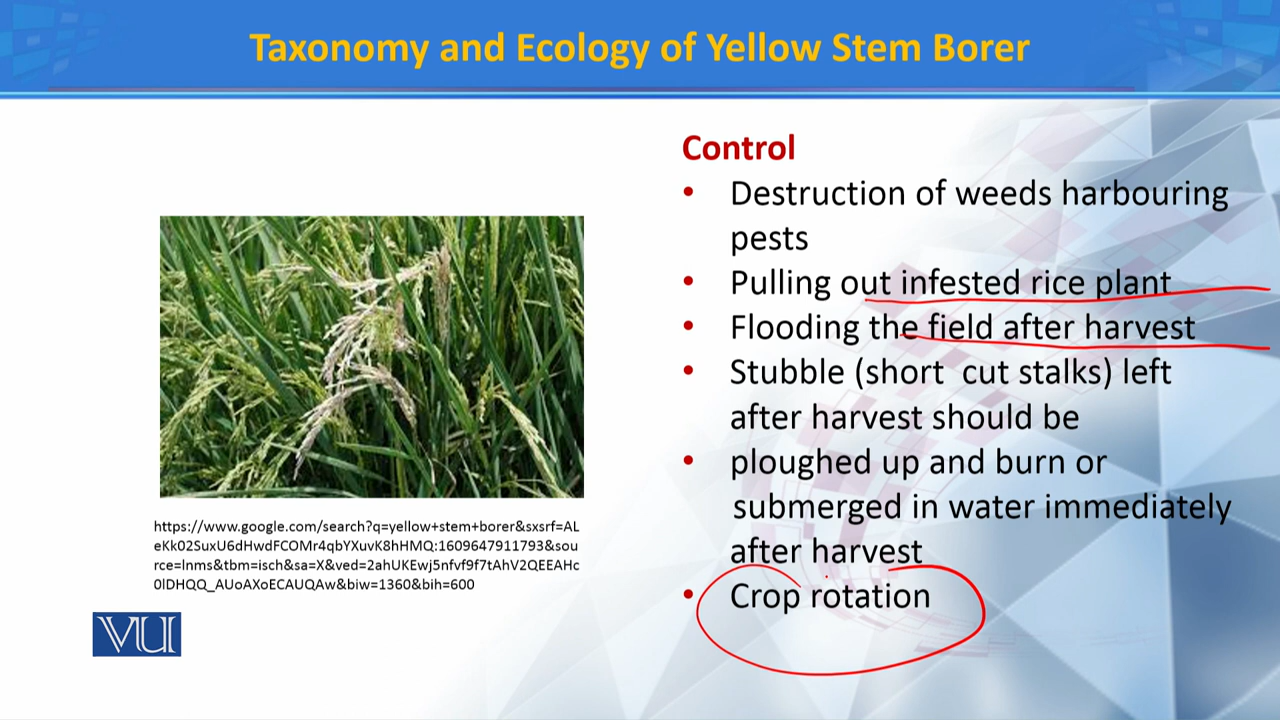 Taxonomy and Ecology of Yellow Stem Borer
Control
• Destruction of weeds harbouring
pests
• Pulling out infested rice plant
• Flooding the field after harvest
• Stubble (short cut stalks) left
after harvest should be
• ploughed up and burn or
submerged in water immediately
after harvest
• Crop rotation
https://www.google.com/search?q=yellow+stem+borer&sxsrf=AL
eKk02SuxU6dHwdFCOMr4qbYXuvK8hHMQ:1609647911793&sou
rce=lnms&tbm=isch&sa=X&ved=2ahUKEwj5nfvf9f7tAhV2QEEAHc
0lDHQQ_AUoAXoECAUQAw&biw=1360&bih=600
VU